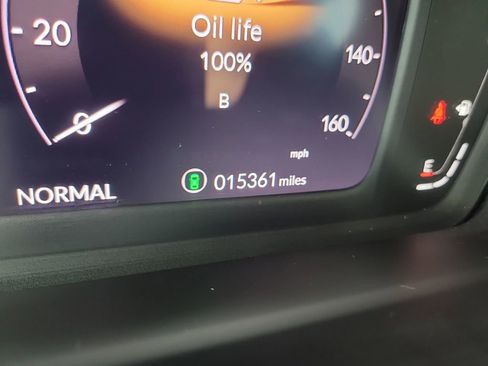 Oil life
20
100%
140
B
0
160
mph
E
NORMAL
015361 miles